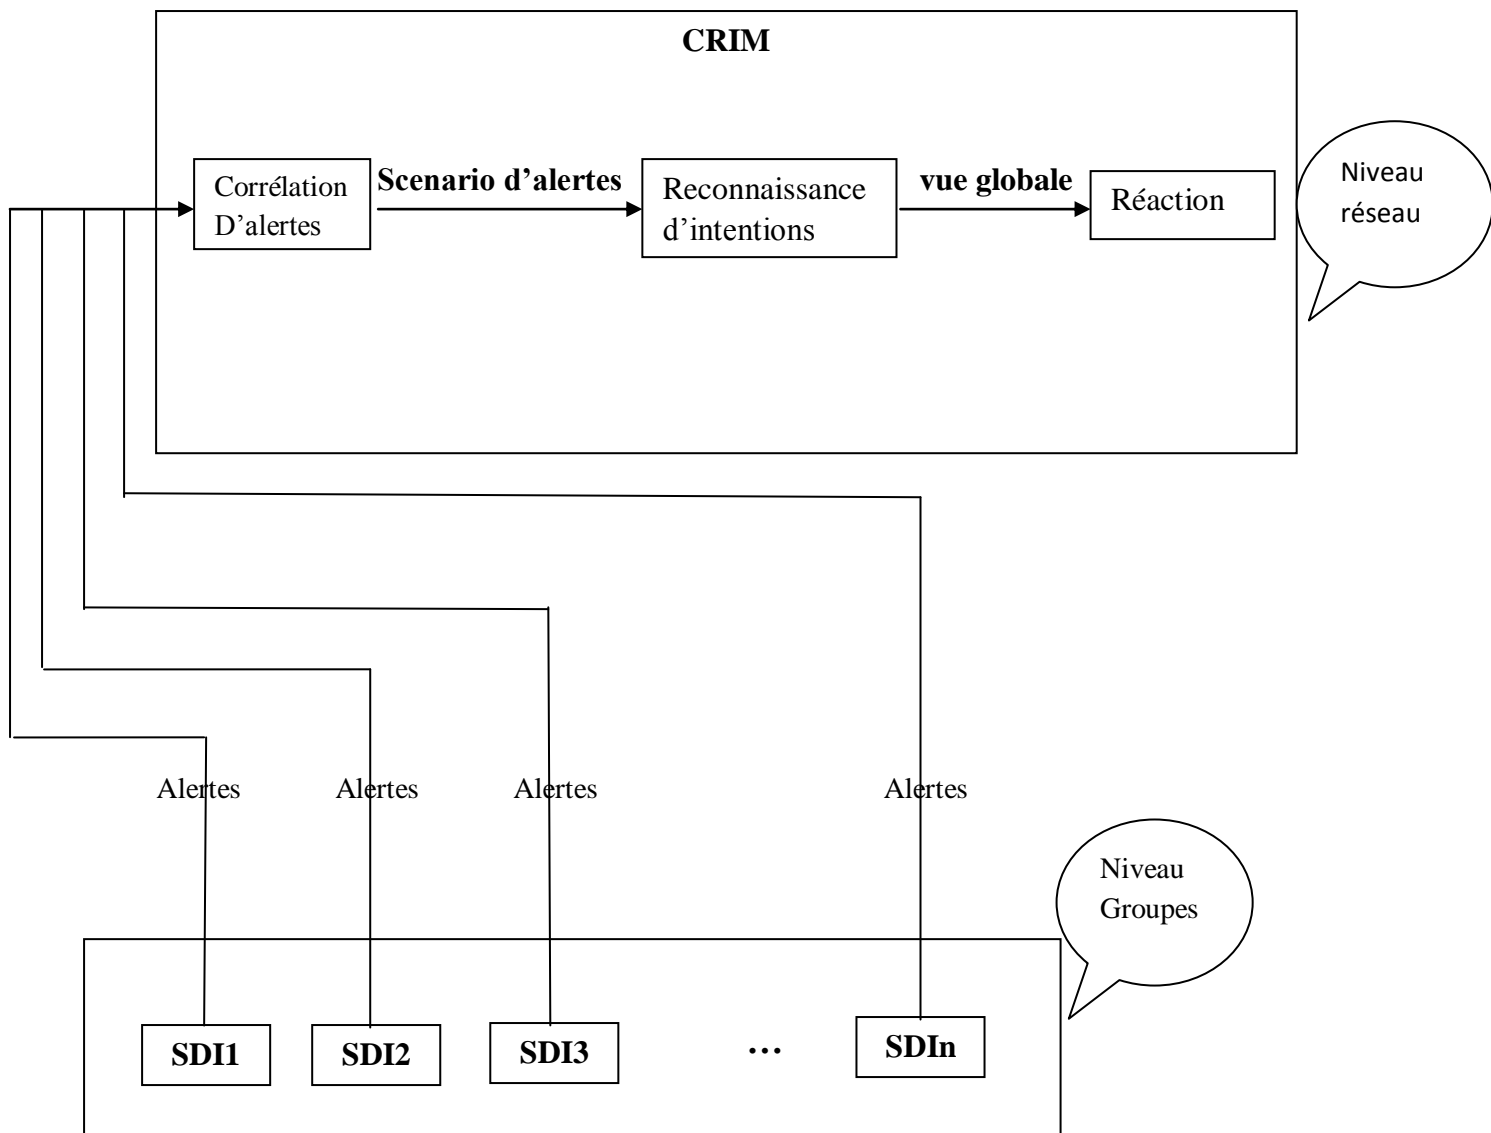 CRIM
Corrélation
D’alertes
Scenario d’alertes
Reconnaissance
d’intentions
vue globale
Réaction
Niveau
réseau
Alertes
Alertes
Alertes
Alertes
Niveau
Groupes
SDI1
SDI2
SDI3
...
SDIn